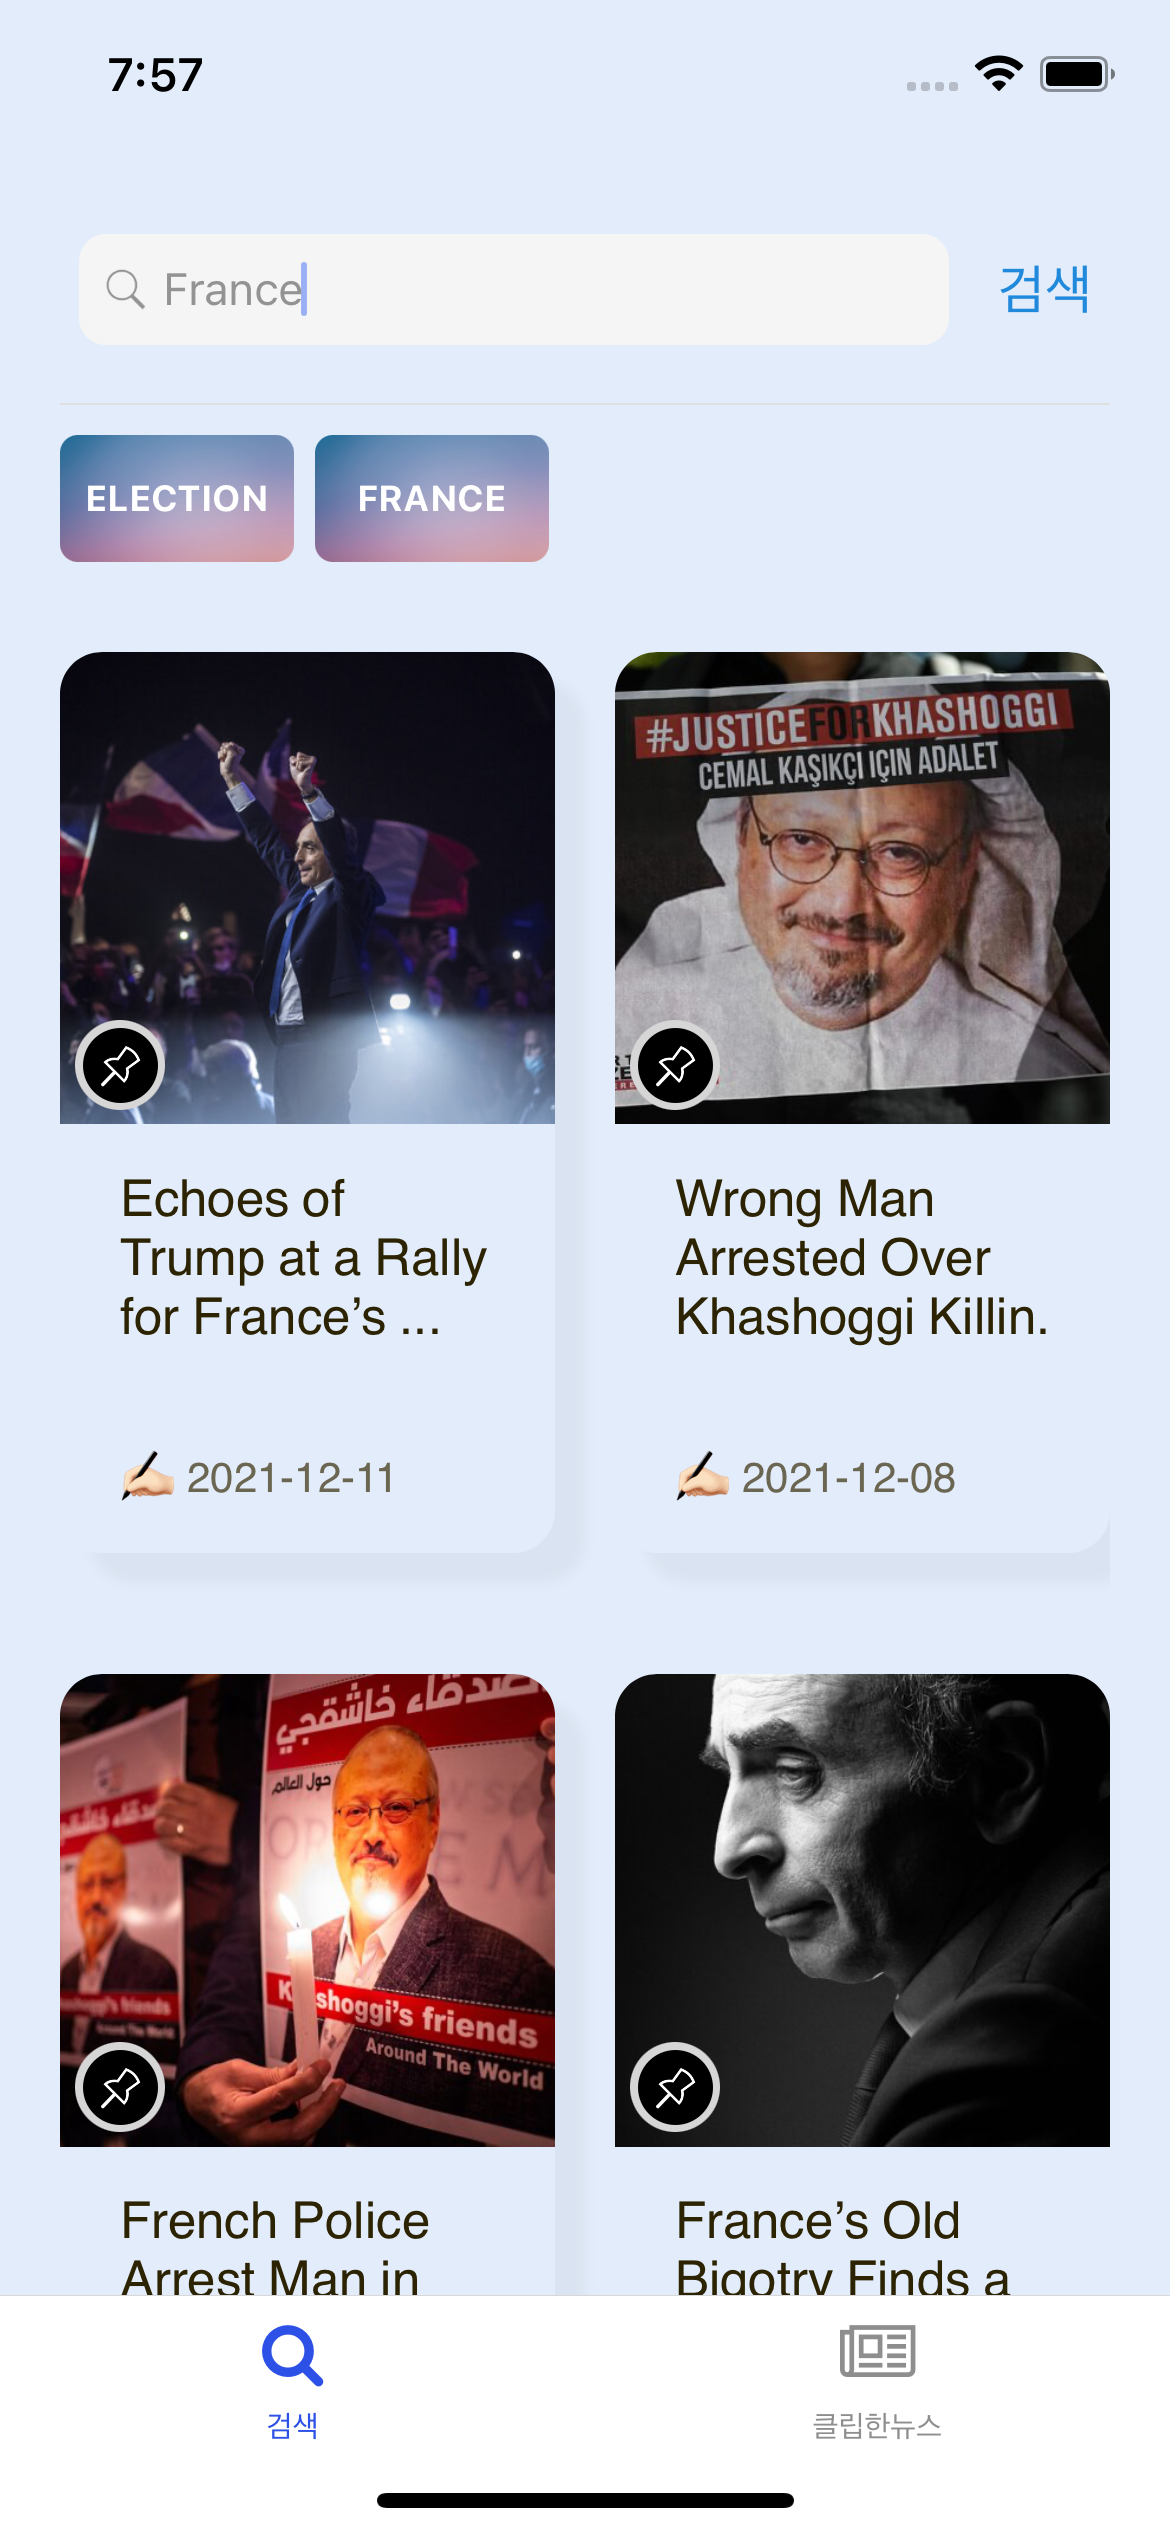 7:57
France
검색
ELECTION
FRANCE
#JUSTICEFORKHASHOGGI
CEMAL KAŞIKÇI İÇİN ADALET
Echoes of
Trump at a Rally
for France’s ...
2021-12-11
Wrong Man
Arrested Over
Khashoggi Killin.
2021-12-08
أصدقاء خاشقجي
حول العالم
shoggi's friends
Around The World
French Police
Arrest Man in
France’s Old
Bigotry Finds a
검색
클립한뉴스